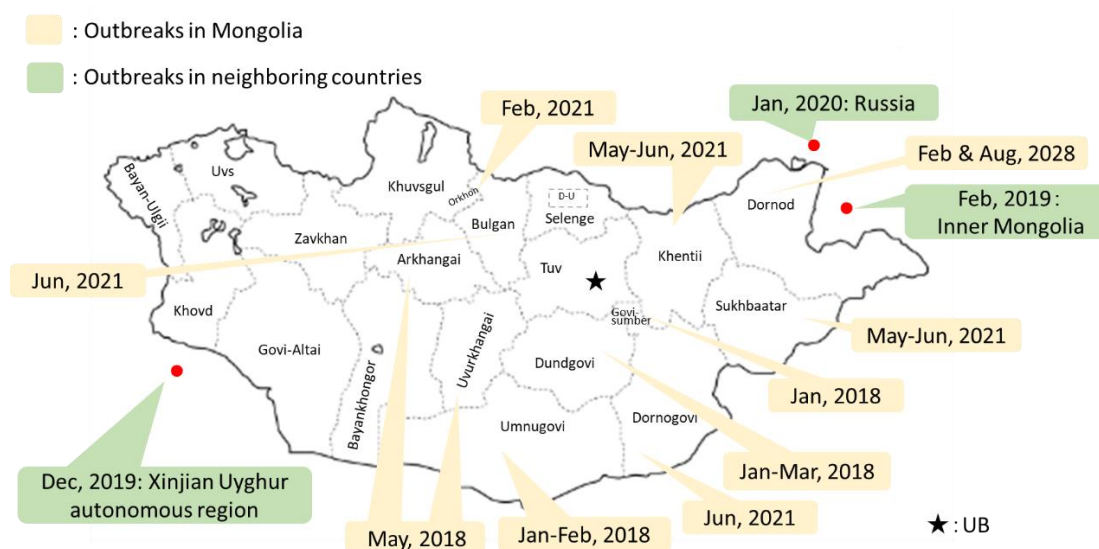 : Outbreaks in Mongolia
: Outbreaks in neighboring countries
Feb, 2021
Jan, 2020: Russia
May-Jun, 2021
Feb & Aug, 2028
Feb, 2019:
Inner Mongolia
Bayan-Ulgii
Uvs
Khuvsgul
Orkhon
D-U
Selenge
Dornod
Zavkhan
Bulgan
Arkhangai
Tuv
Khentii
Jun, 2021
Khovd
Govi-
sumber
Sukhbaatar
Govi-Altai
Bayankhongor
Uvurkhangai
Dundgovi
May-Jun, 2021
Jan, 2018
Umnugovi
Dornogovi
Dec, 2019: Xinjian Uyghur
autonomous region
Jan-Mar, 2018
May, 2018
Jan-Feb, 2018
Jun, 2021
★: UB